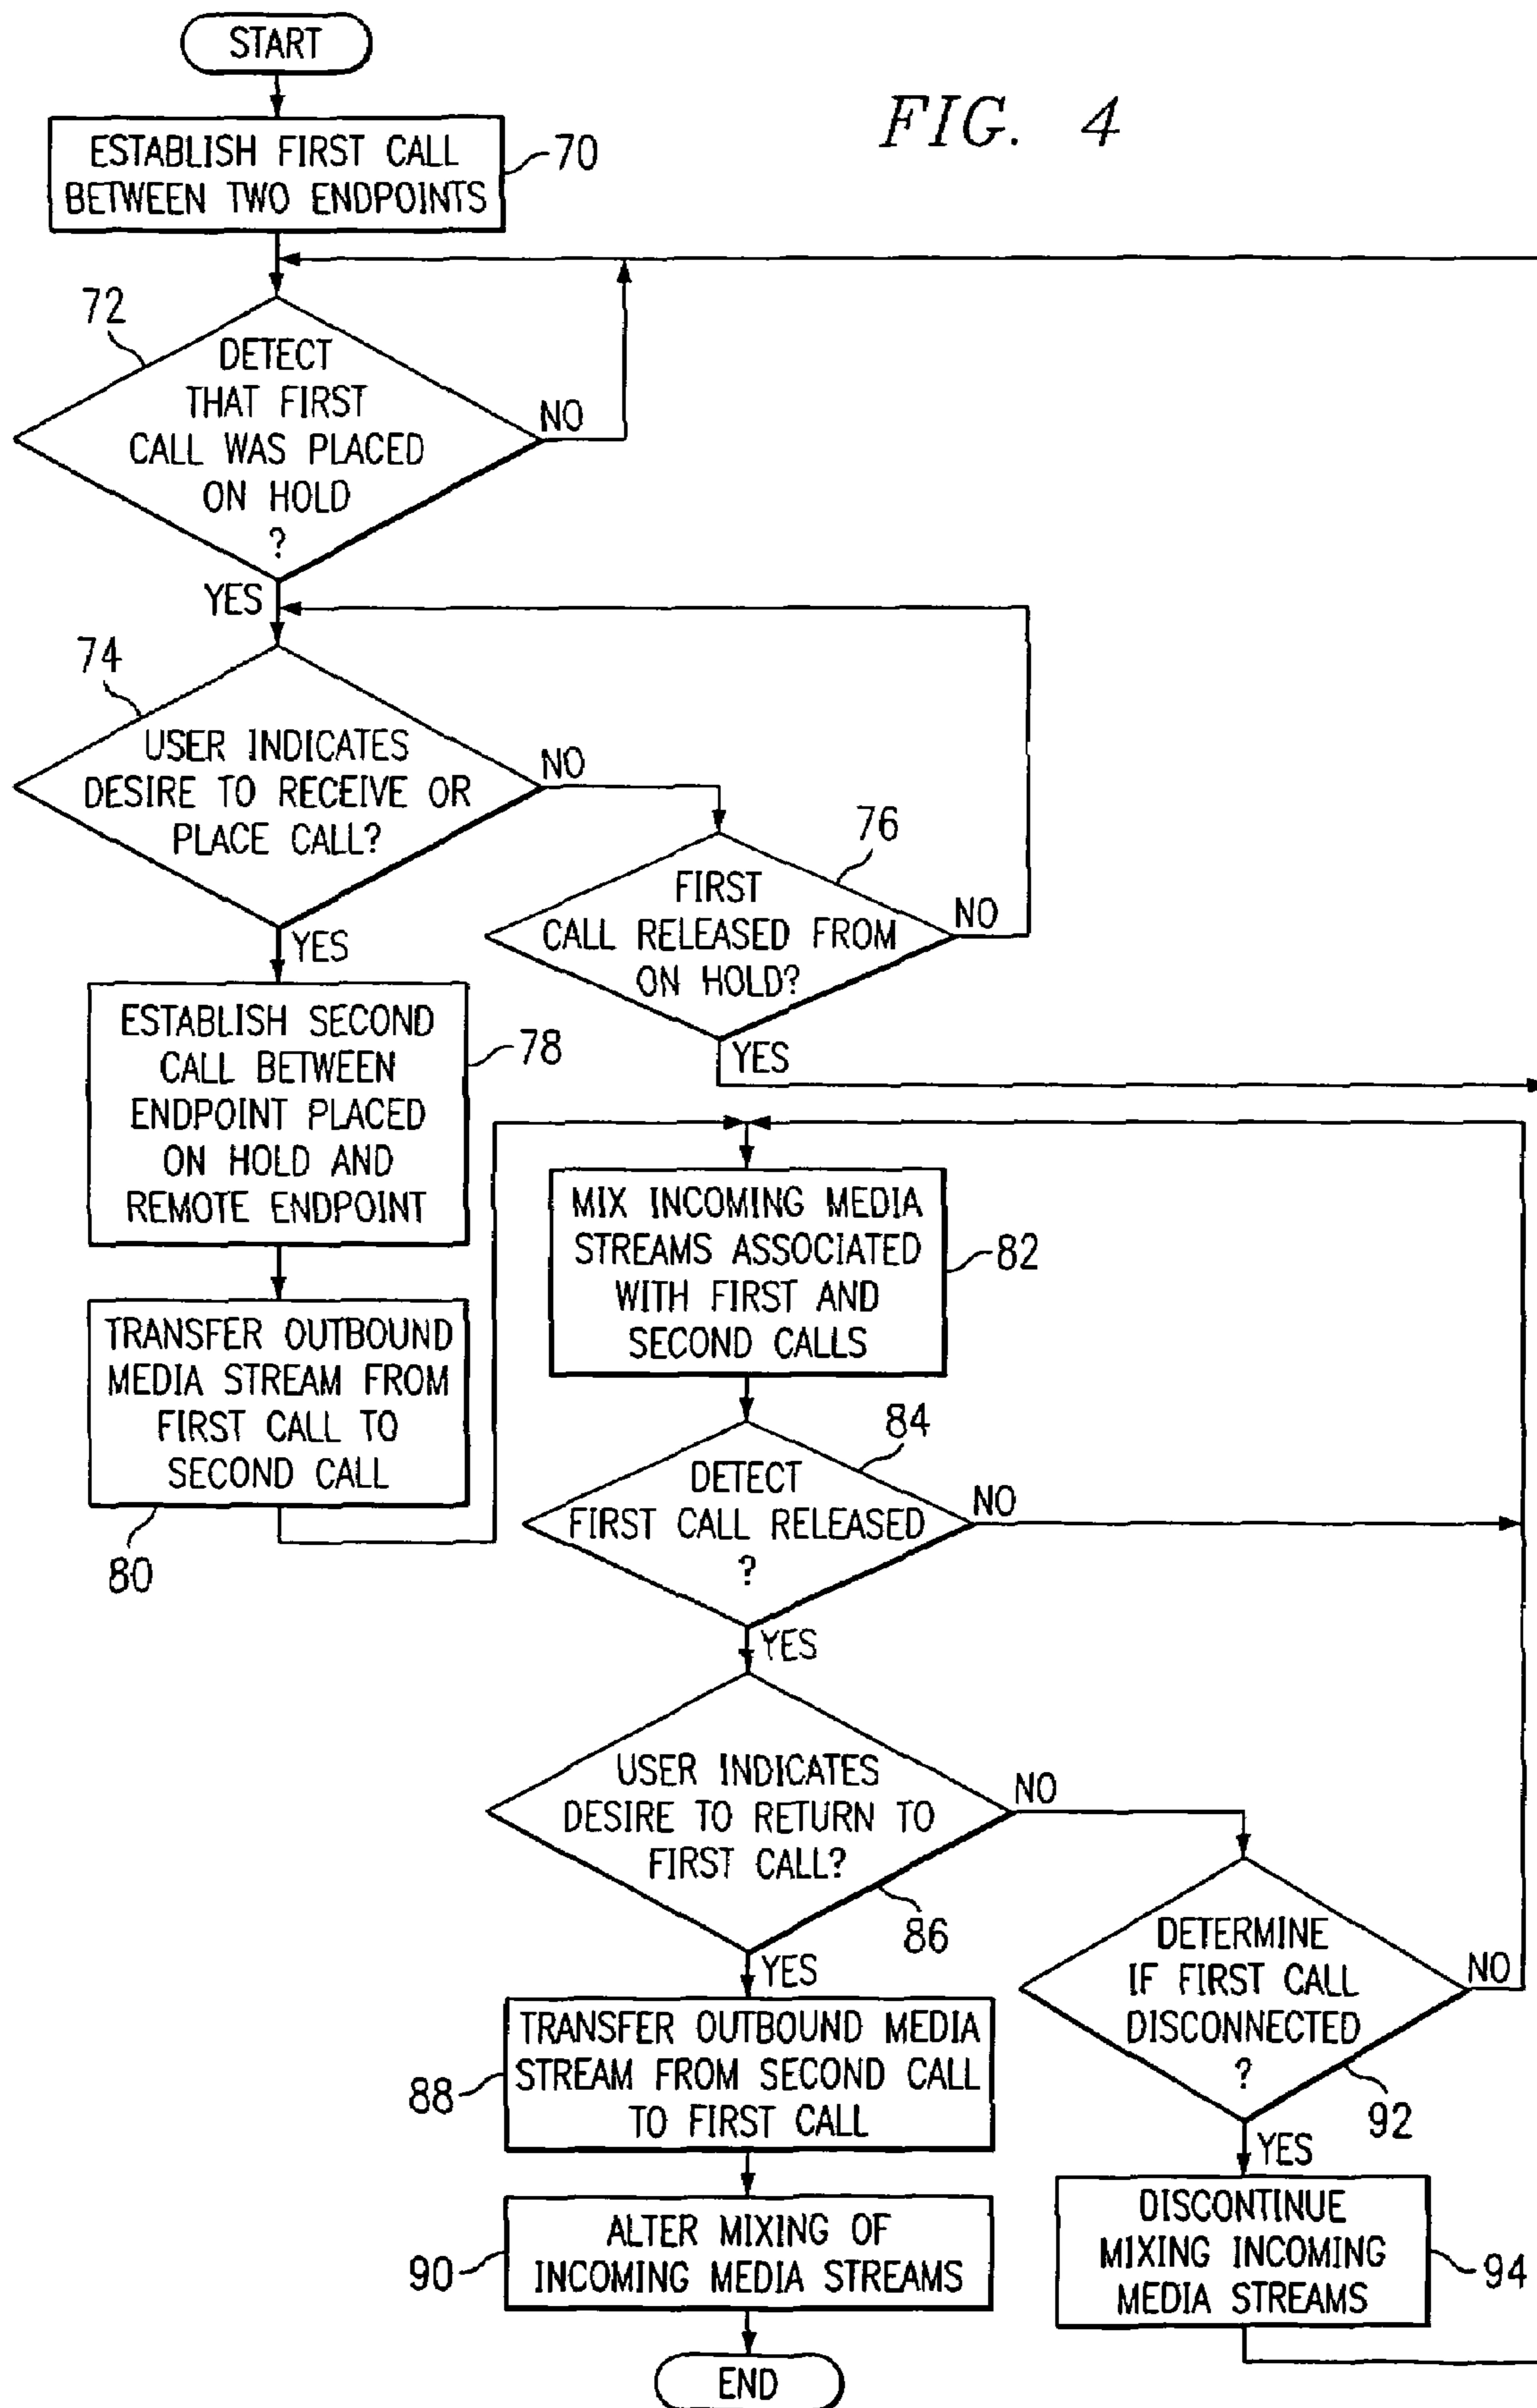 START
FIG. 4
ESTABLISH FIRST CALL
BETWEEN TWO ENDPOINTS
70
72
DETECT
THAT FIRST
CALL WAS PLACED
ON HOLD
?
NO
YES
74
USER INDICATES
DESIRE TO RECEIVE OR
PLACE CALL?
NO
76
FIRST
CALL RELEASED FROM
ON HOLD?
NO
YES
YES
ESTABLISH SECOND
CALL BETWEEN
ENDPOINT PLACED
ON HOLD AND
REMOTE ENDPOINT
78
TRANSFER OUTBOUND
MEDIA STREAM FROM
FIRST CALL TO
SECOND CALL
80
MIX INCOMING MEDIA
STREAMS ASSOCIATED
WITH FIRST AND
SECOND CALLS
82
84
DETECT
FIRST CALL RELEASED
?
NO
YES
USER INDICATES
DESIRE TO RETURN TO
FIRST CALL?
NO
86
YES
DETERMINE
IF FIRST CALL
DISCONNECTED
?
NO
92
YES
TRANSFER OUTBOUND MEDIA
STREAM FROM SECOND CALL
TO FIRST CALL
88
ALTER MIXING OF
INCOMING MEDIA STREAMS
90
DISCONTINUE
MIXING INCOMING
MEDIA STREAMS
94
END